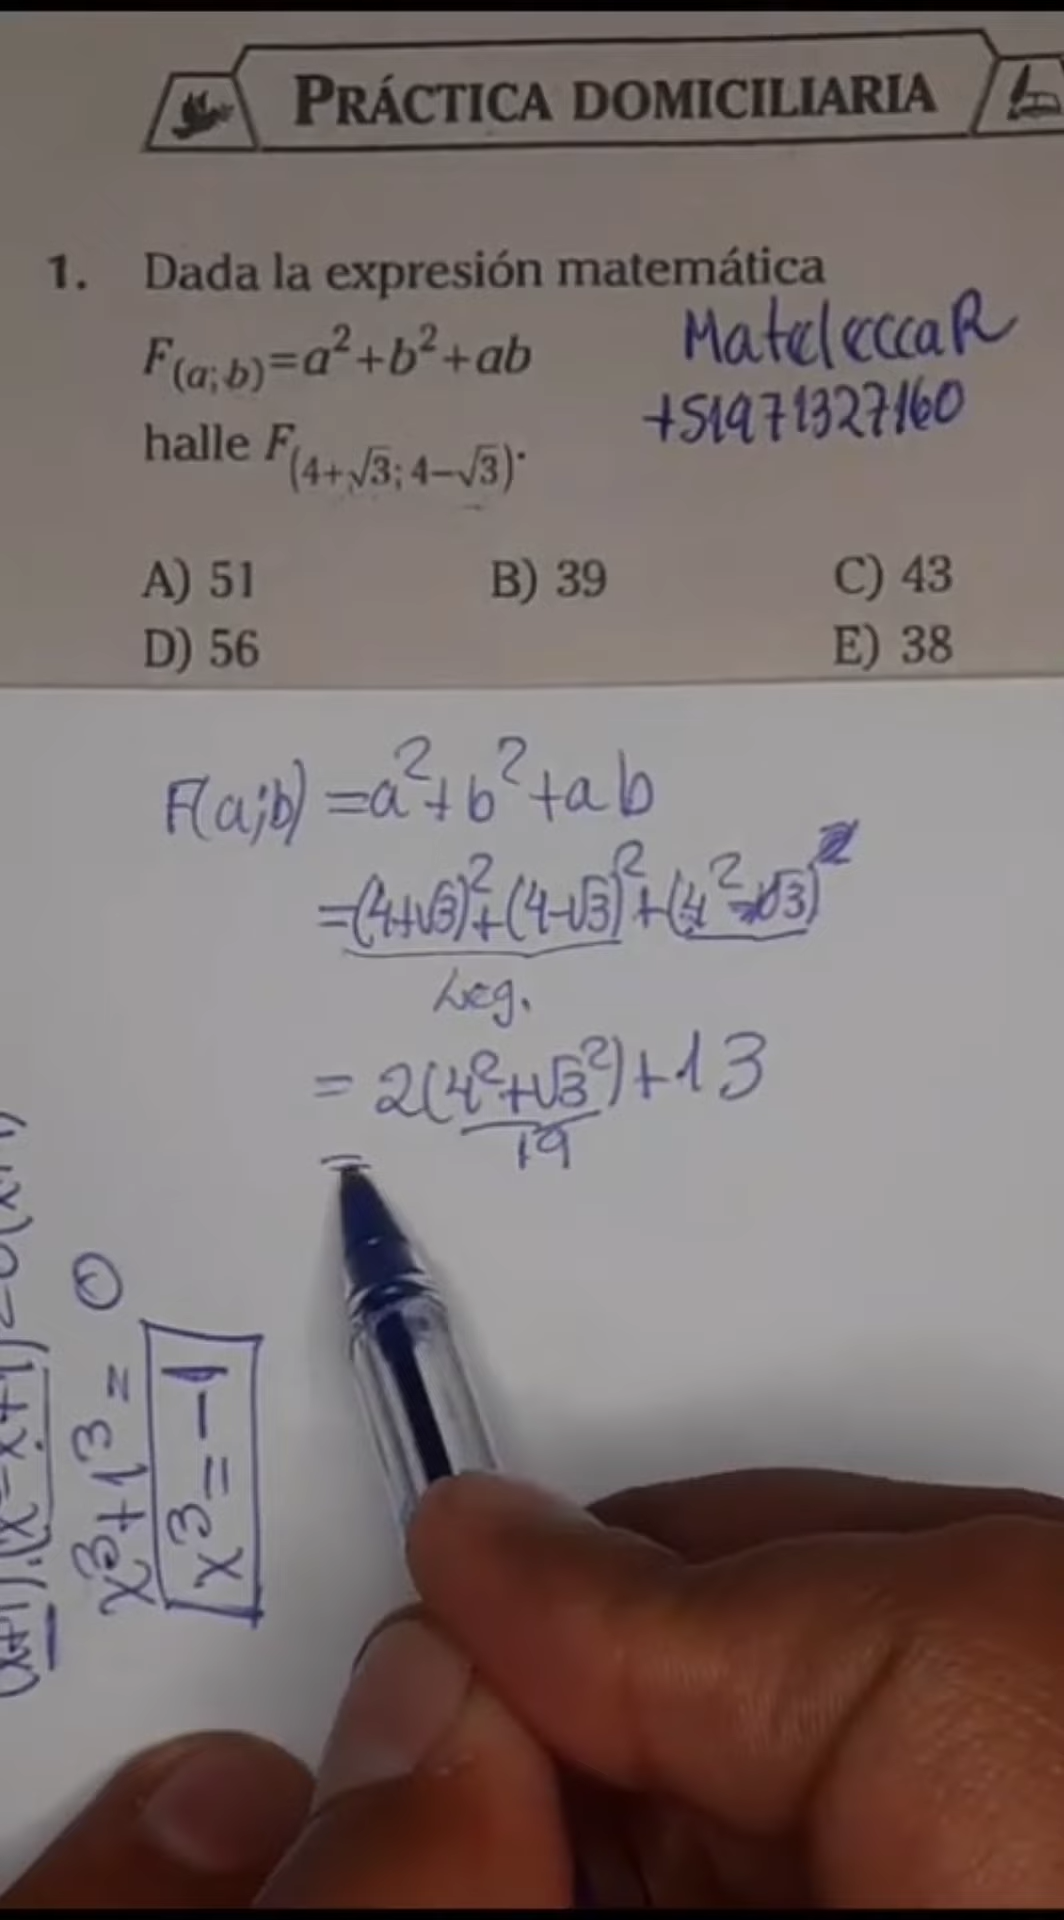 PRÁCTICA DOMICILIARIA
1. Dada la expresión matemática
F(a; b)=a²+b²+ab
halle F(4+√3; 4−√3).
MateleccaR
+51971327160
A) 51 B) 39 C) 43
D) 56 E) 38
F(a;b) =a²+b²+ab
=(4+√3)²+(4-√3)²+(4²-√3²)
Leg.
= 2(4²+√3²)+13
19
=
x³+1³= 0
x³=-1